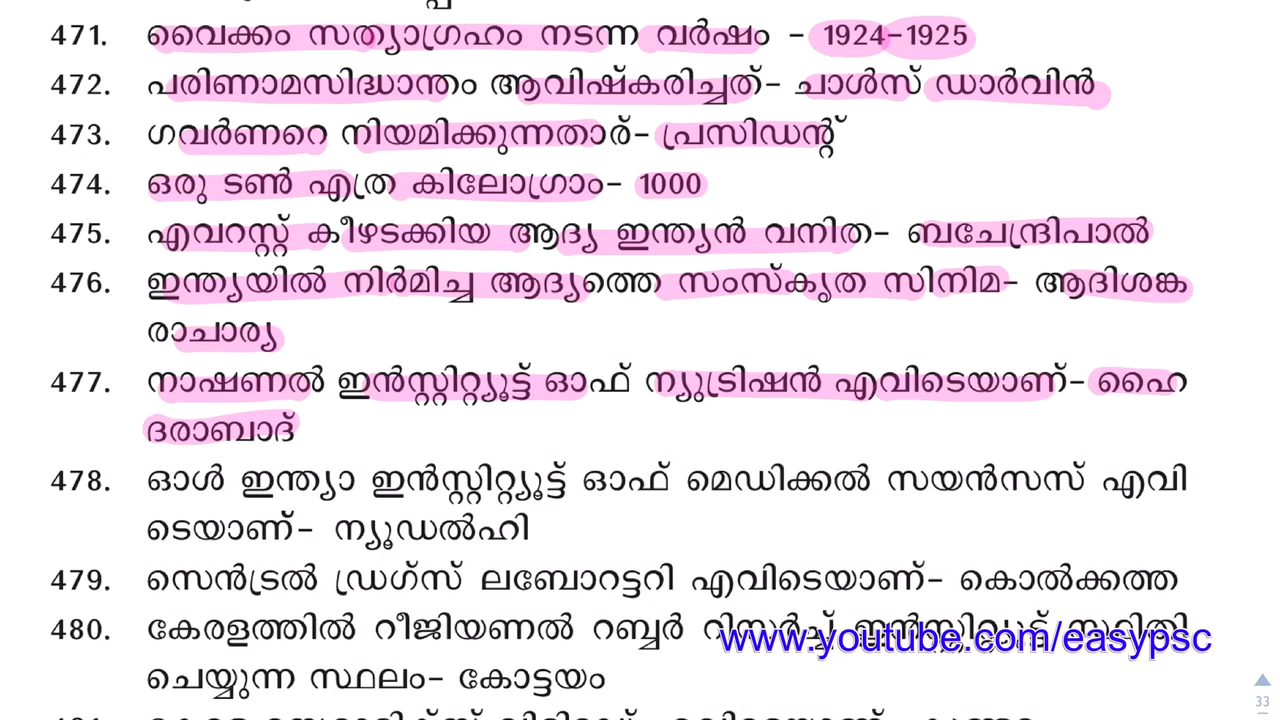 471. വൈക്കം സത്യാഗ്രഹം നടന്ന വർഷം - 1924-1925
472. പരിണാമസിദ്ധാന്തം ആവിഷ്കരിച്ചത്- ചാൾസ് ഡാർവിൻ
473. ഗവർണറെ നിയമിക്കുന്നതാര്- പ്രസിഡന്റ്
474. ഒരു ടൺ എത്ര കിലോഗ്രാം- 1000
475. എവറസ്റ്റ് കീഴടക്കിയ ആദ്യ ഇന്ത്യൻ വനിത- ബചേന്ദ്രിപാൽ
476. ഇന്ത്യയിൽ നിർമിച്ച ആദ്യത്തെ സംസ്കൃത സിനിമ- ആദിശങ്ക
രാചാര്യ
477. നാഷണൽ ഇൻസ്റ്റിറ്റ്യൂട്ട് ഓഫ് ന്യുട്രിഷൻ എവിടെയാണ്- ഹൈ
ദരാബാദ്
478. ഓൾ ഇന്ത്യാ ഇൻസ്റ്റിറ്റ്യൂട്ട് ഓഫ് മെഡിക്കൽ സയൻസസ് എവി
ടെയാണ്- ന്യൂഡൽഹി
479. സെൻട്രൽ ഡ്രഗ്സ് ലബോറട്ടറി എവിടെയാണ്- കൊൽക്കത്ത
480. കേരളത്തിൽ റീജിയണൽ റബ്ബർ റിസർച്ച് ഇൻസ്റ്റിറ്റ്യൂട്ട് സ്ഥിതി
www.youtube.com/easypsc
ചെയ്യുന്ന സ്ഥലം- കോട്ടയം
33